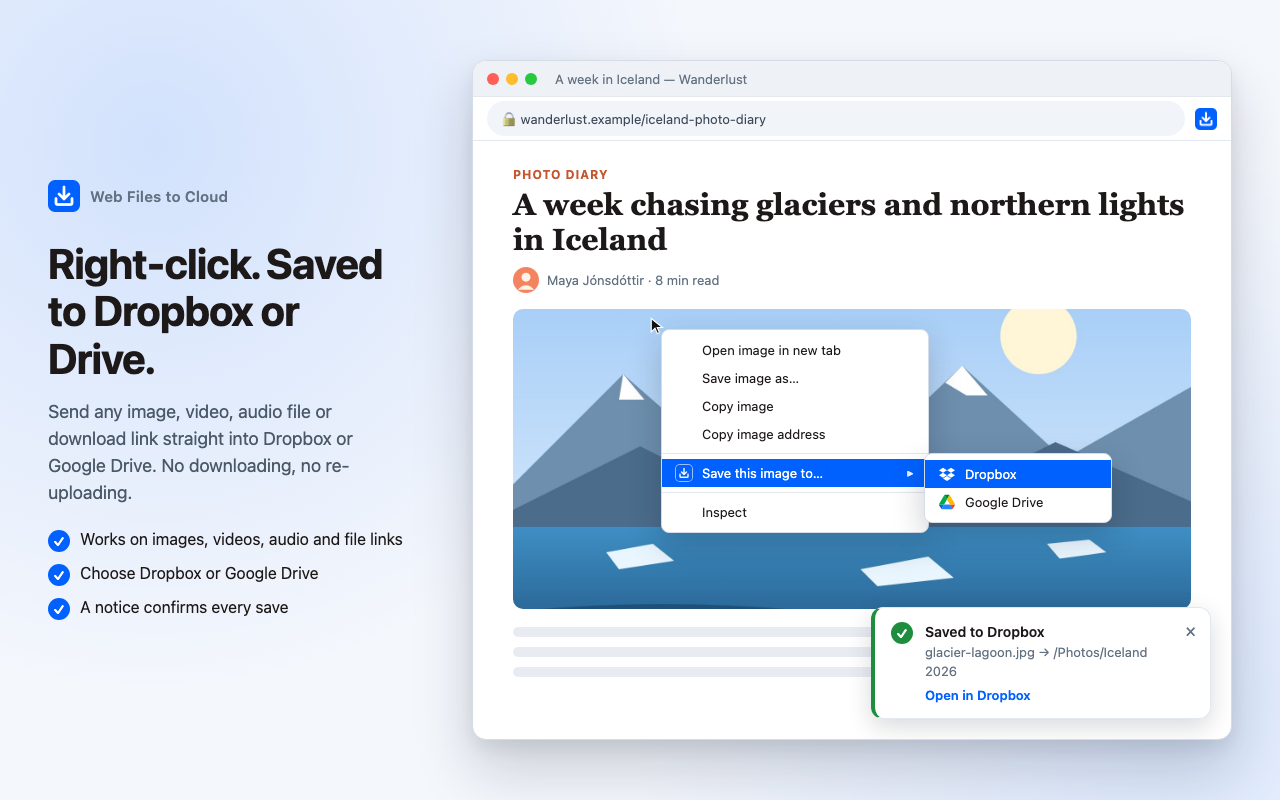 Web Files to Cloud
Right-click. Saved
to Dropbox or
Drive.
Send any image, video, audio file or
download link straight into Dropbox or
Google Drive. No downloading, no re-
uploading.
Works on images, videos, audio and file links
Choose Dropbox or Google Drive
A notice confirms every save
A week in Iceland — Wanderlust
wanderlust.example/iceland-photo-diary
PHOTO DIARY
A week chasing glaciers and northern lights
in Iceland
Maya Jónsdóttir · 8 min read
Open image in new tab
Save image as…
Copy image
Copy image address
Save this image to…
Dropbox
Google Drive
Inspect
Saved to Dropbox
glacier-lagoon.jpg → /Photos/Iceland
2026
Open in Dropbox